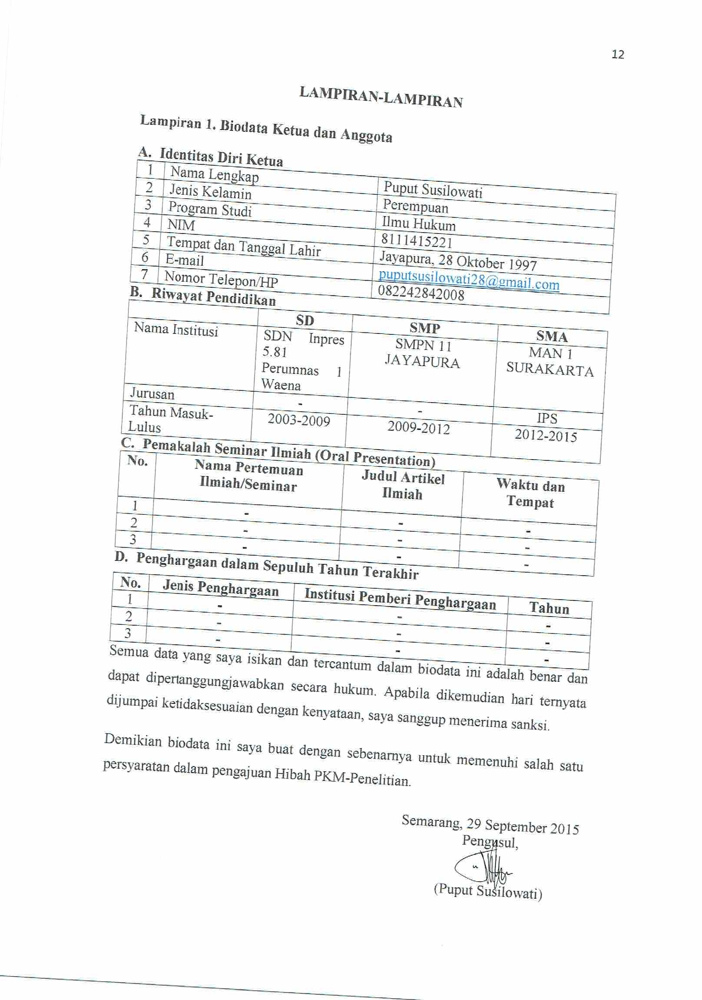 12
LAMPIRAN-LAMPIRAN
Lampiran 1. Biodata Ketua dan Anggota
A. Identitas Diri Ketua
1 Nama Lengkap Puput Susilowati
2 Jenis Kelamin Perempuan
3 Program Studi Ilmu Hukum
4 NIM 8111415221
5 Tempat dan Tanggal Lahir Jayapura, 28 Oktober 1997
6 E-mail puputsusilowati28@gmail.com
7 Nomor Telepon/HP 082242842008
B. Riwayat Pendidikan
SD SMP SMA
Nama Institusi SDN Inpres SMPN 11 MAN 1
5.81 JAYAPURA SURAKARTA
Perumnas 1
Waena
Jurusan - - IPS
Tahun Masuk- 2003-2009 2009-2012 2012-2015
Lulus
C. Pemakalah Seminar Ilmiah (Oral Presentation)
No. Nama Pertemuan Judul Artikel Waktu dan
Ilmiah/Seminar Ilmiah Tempat
1 - - -
2 - - -
3 - - -
D. Penghargaan dalam Sepuluh Tahun Terakhir
No. Jenis Penghargaan Institusi Pemberi Penghargaan Tahun
1 - - -
2 - - -
3 - - -
Semua data yang saya isikan dan tercantum dalam biodata ini adalah benar dan
dapat dipertanggungjawabkan secara hukum. Apabila dikemudian hari ternyata
dijumpai ketidaksesuaian dengan kenyataan, saya sanggup menerima sanksi.
Demikian biodata ini saya buat dengan sebenarnya untuk memenuhi salah satu
persyaratan dalam pengajuan Hibah PKM-Penelitian.
Semarang, 29 September 2015
Pengusul,
(Puput Susilowati)